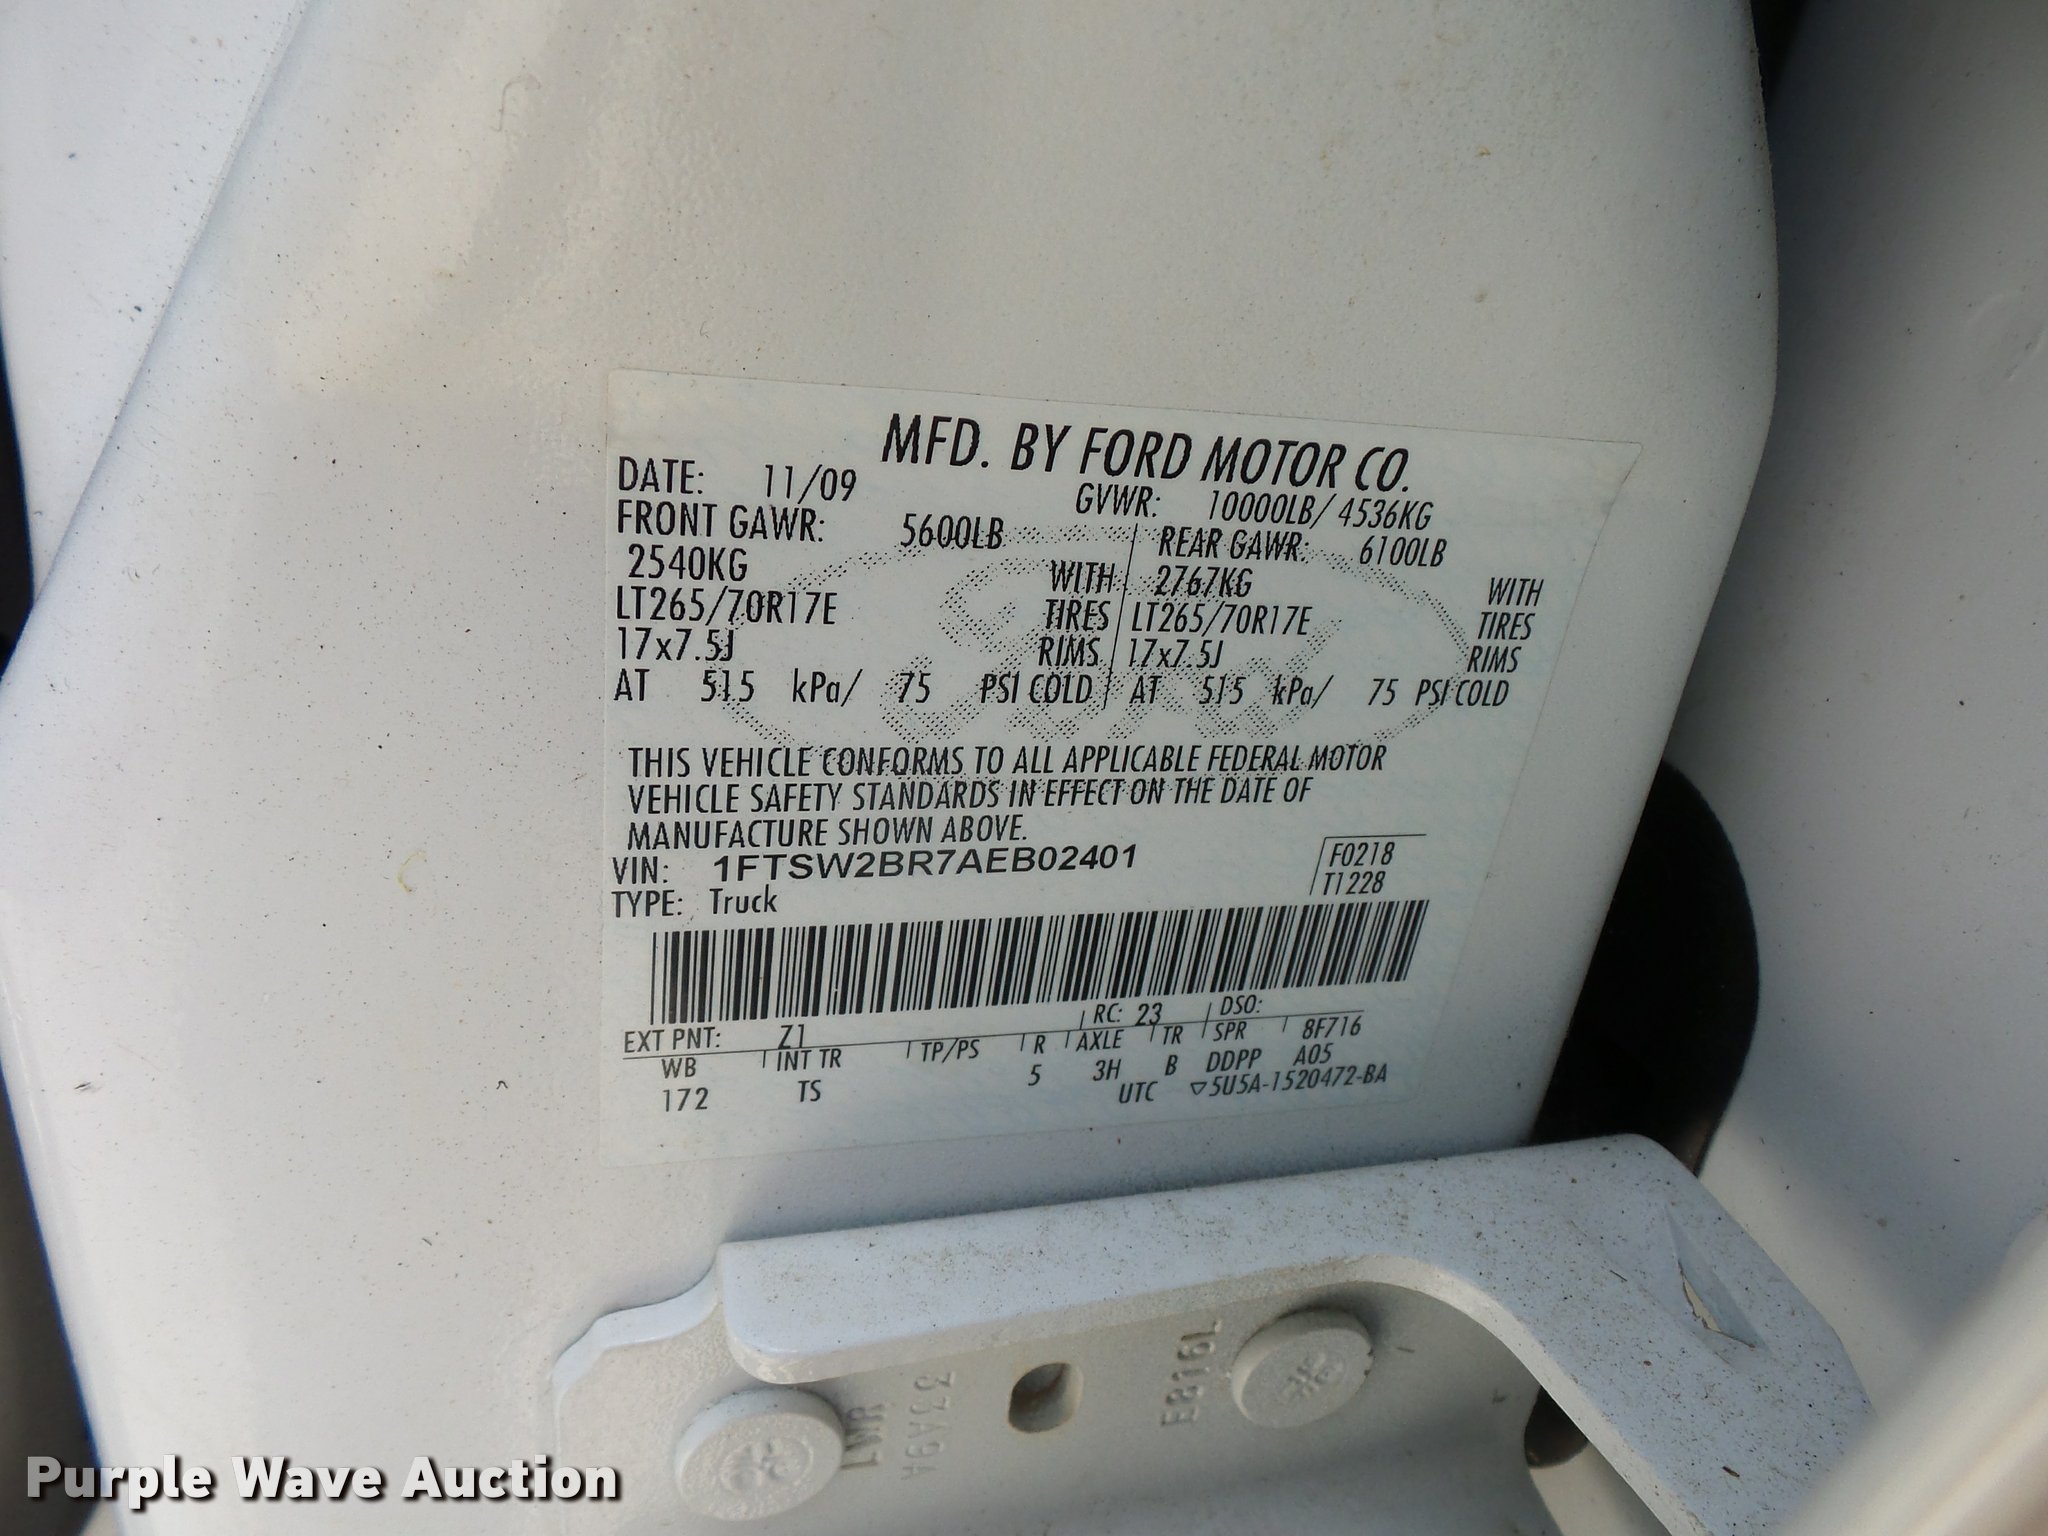 MFD. BY FORD MOTOR CO.
DATE: 11/09 GVWR: 10000LB/ 4536KG
FRONT GAWR: 5600LB REAR GAWR: 6100LB
2540KG WITH 2767KG WITH
LT265/70R17E TIRES LT265/70R17E TIRES
17x7.5J RIMS 17x7.5J RIMS
AT 515 kPa/ 75 PSI COLD AT 515 kPa/ 75 PSI COLD
THIS VEHICLE CONFORMS TO ALL APPLICABLE FEDERAL MOTOR
VEHICLE SAFETY STANDARDS IN EFFECT ON THE DATE OF
MANUFACTURE SHOWN ABOVE.
VIN: 1FTSW2BR7AEB02401 F0218
TYPE: Truck T1228
EXT PNT: Z1 RC: 23 DSO:
WB INT TR TP/PS R AXLE TR SPR 8F716
172 TS 5 3H B DDPP A05
UTC ▽5U5A-1520472-BA
E816L
LWR
33A9A
Purple Wave Auction